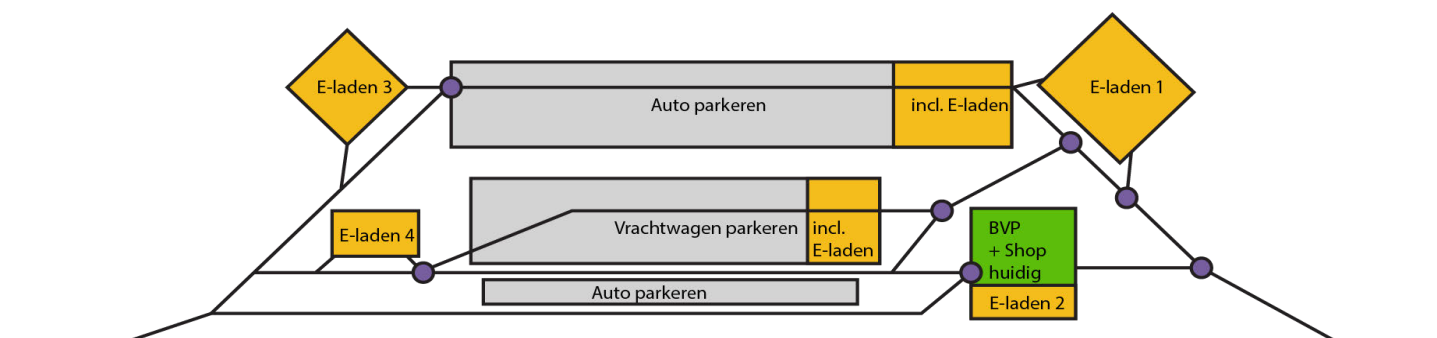 E-laden 3
Auto parkeren
incl. E-laden
E-laden 1
E-laden 4
Vrachtwagen parkeren
incl.
E-laden
BVP
+ Shop
huidig
Auto parkeren
E-laden 2